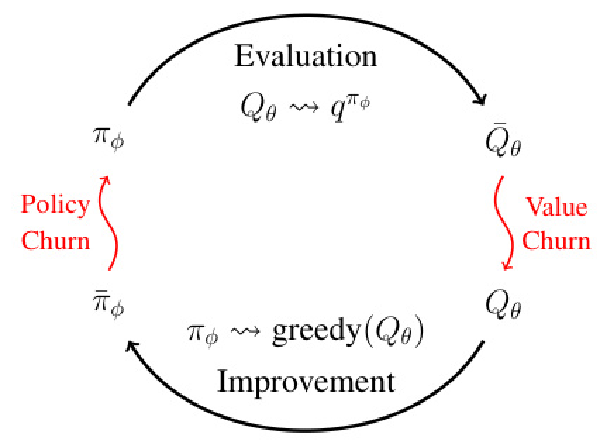 Evaluation
Q_θ ⇝ q^{π_ϕ}
π_ϕ
Q̄_θ
Policy
Churn
Value
Churn
π̄_ϕ
Q_θ
π_ϕ ⇝ greedy(Q_θ)
Improvement